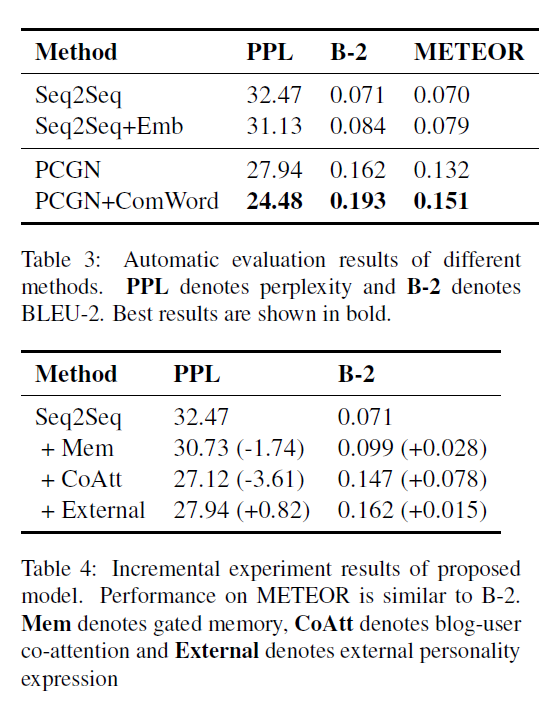 Method PPL B-2 METEOR
Seq2Seq 32.47 0.071 0.070
Seq2Seq+Emb 31.13 0.084 0.079
PCGN 27.94 0.162 0.132
PCGN+ComWord 24.48 0.193 0.151
Table 3: Automatic evaluation results of different
methods. PPL denotes perplexity and B-2 denotes
BLEU-2. Best results are shown in bold.
Method PPL B-2
Seq2Seq 32.47 0.071
+ Mem 30.73 (-1.74) 0.099 (+0.028)
+ CoAtt 27.12 (-3.61) 0.147 (+0.078)
+ External 27.94 (+0.82) 0.162 (+0.015)
Table 4: Incremental experiment results of proposed
model. Performance on METEOR is similar to B-2.
Mem denotes gated memory, CoAtt denotes blog-user
co-attention and External denotes external personality
expression